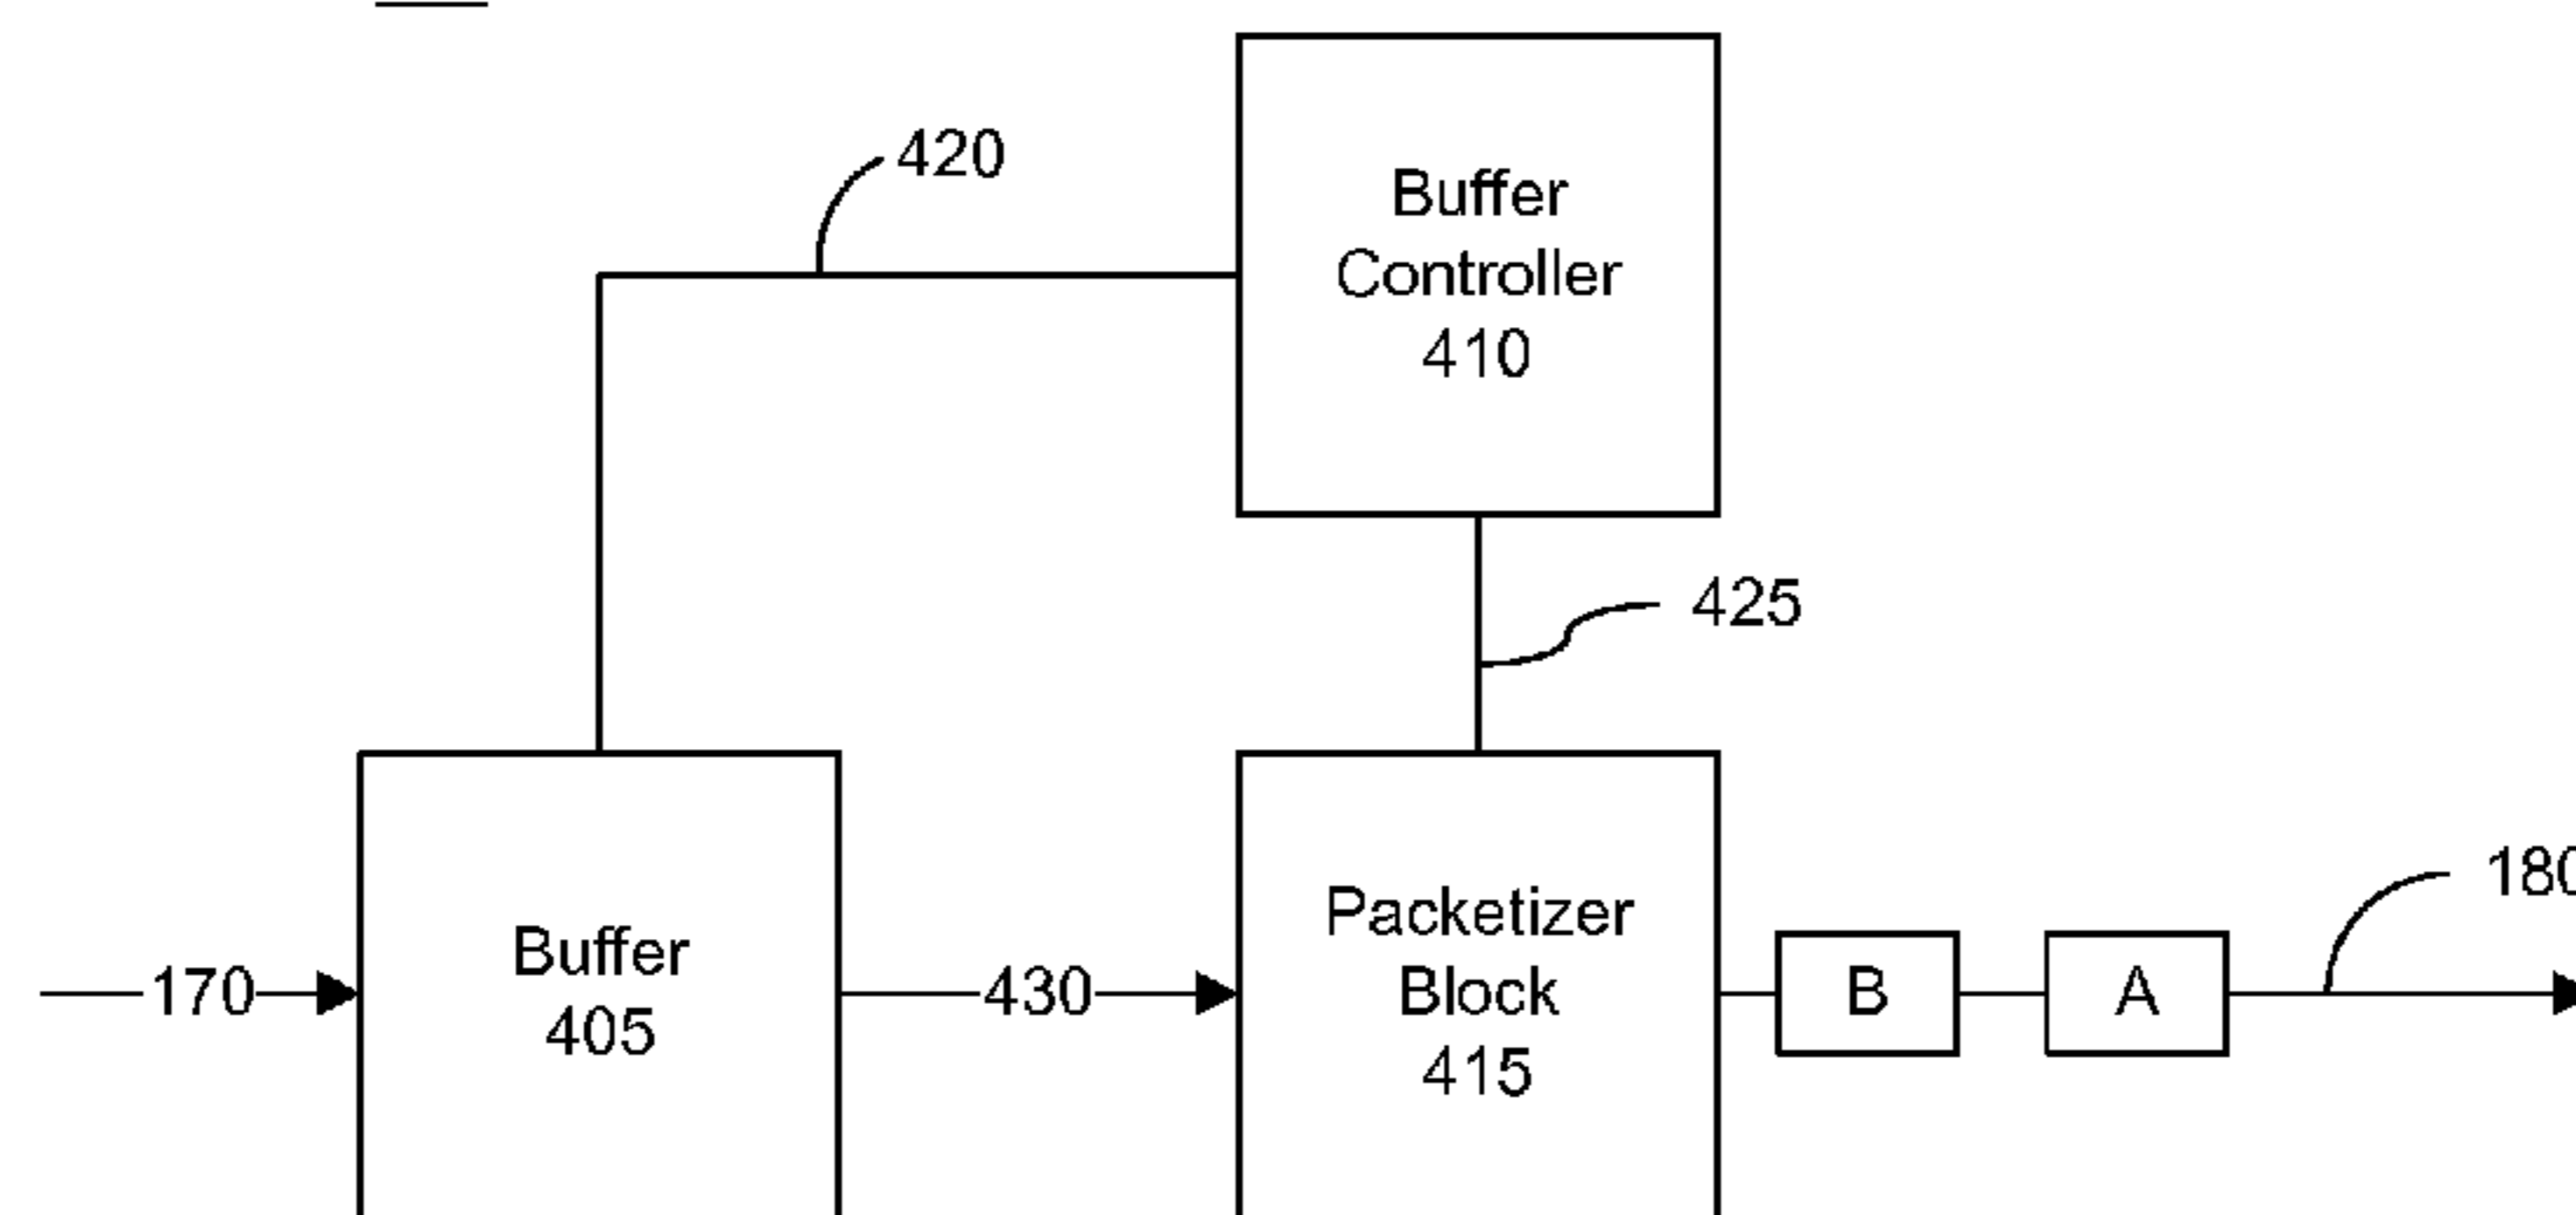 420
Buffer
Controller
410
425
180
Buffer
405
170
430
Packetizer
Block
415
B
A